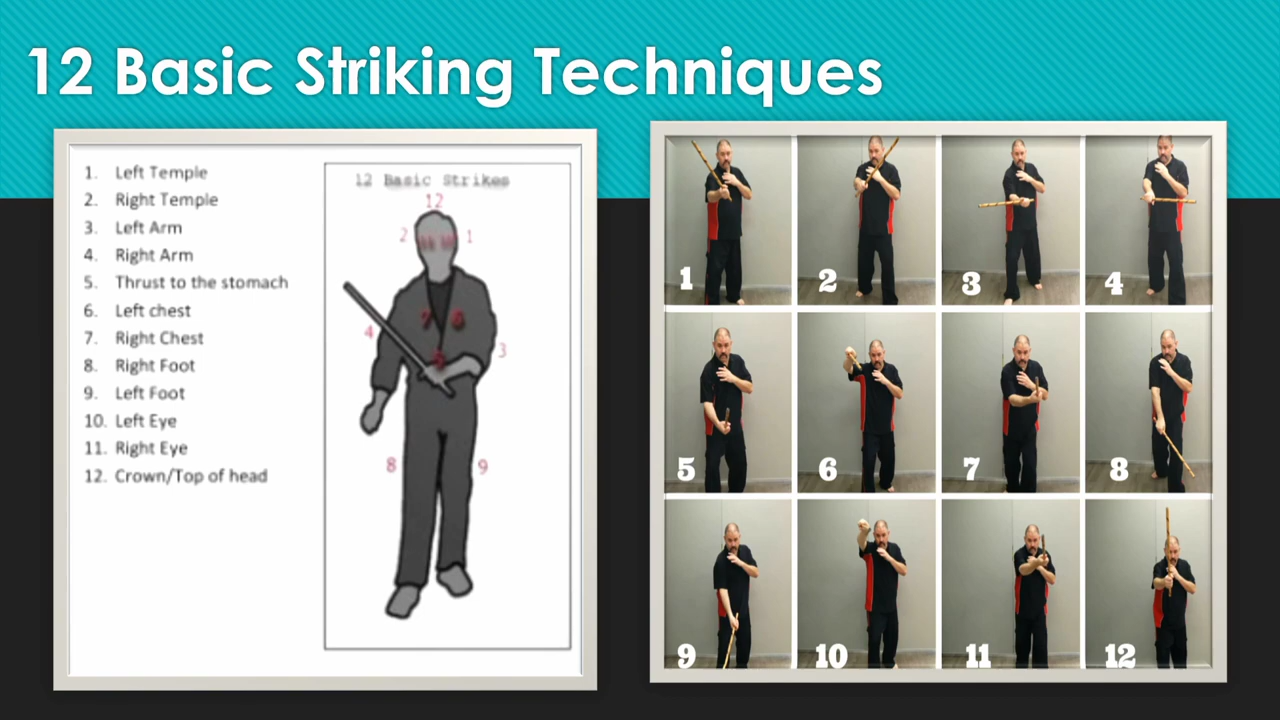 12 Basic Striking Techniques
1. Left Temple
2. Right Temple
3. Left Arm
4. Right Arm
5. Thrust to the stomach
6. Left chest
7. Right Chest
8. Right Foot
9. Left Foot
10. Left Eye
11. Right Eye
12. Crown/Top of head
12 Basic Strikes
12
2 1
7 6
4
5
3
8 9
1 2 3 4
5 6 7 8
9 10 11 12